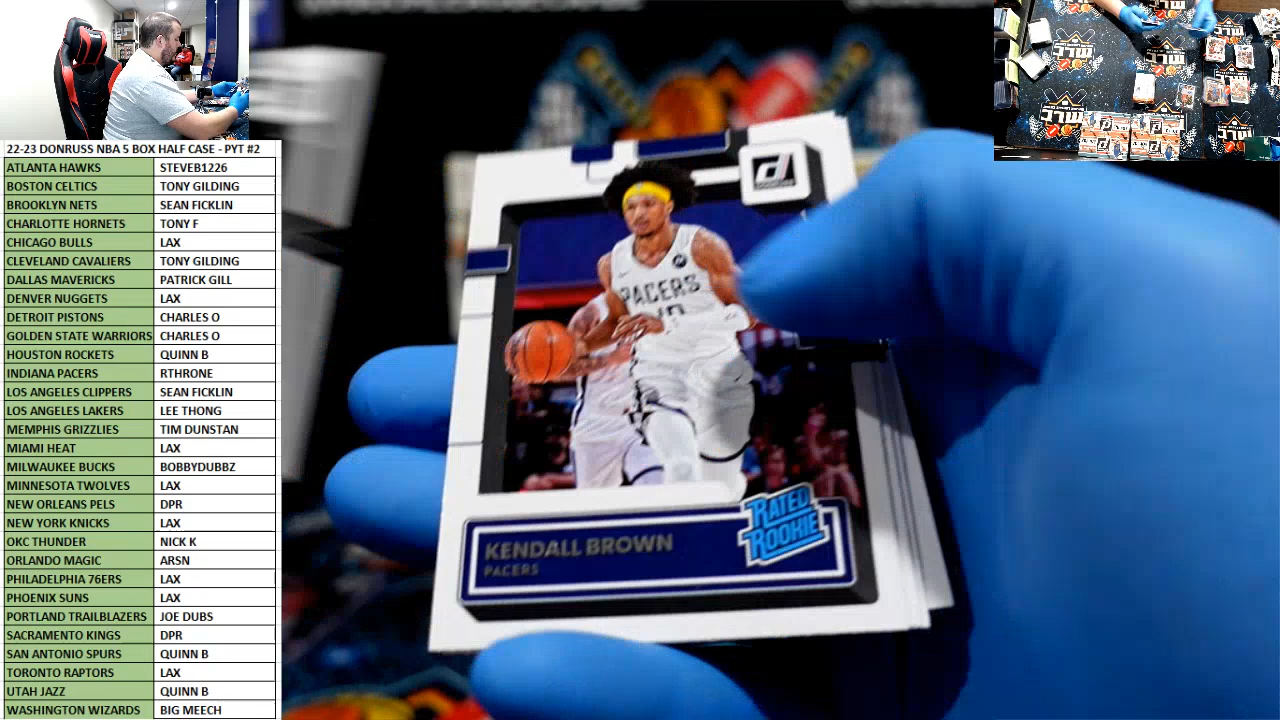 22-23 DONRUSS NBA 5 BOX HALF CASE - PYT #2
ATLANTA HAWKS STEVEB1226
BOSTON CELTICS TONY GILDING
BROOKLYN NETS SEAN FICKLIN
CHARLOTTE HORNETS TONY F
CHICAGO BULLS LAX
CLEVELAND CAVALIERS TONY GILDING
DALLAS MAVERICKS PATRICK GILL
DENVER NUGGETS LAX
DETROIT PISTONS CHARLES O
GOLDEN STATE WARRIORS CHARLES O
HOUSTON ROCKETS QUINN B
INDIANA PACERS RTHRONE
LOS ANGELES CLIPPERS SEAN FICKLIN
LOS ANGELES LAKERS LEE THONG
MEMPHIS GRIZZLIES TIM DUNSTAN
MIAMI HEAT LAX
MILWAUKEE BUCKS BOBBYDUBBZ
MINNESOTA TWOLVES LAX
NEW ORLEANS PELS DPR
NEW YORK KNICKS LAX
OKC THUNDER NICK K
ORLANDO MAGIC ARSN
PHILADELPHIA 76ERS LAX
PHOENIX SUNS LAX
PORTLAND TRAILBLAZERS JOE DUBS
SACRAMENTO KINGS DPR
SAN ANTONIO SPURS QUINN B
TORONTO RAPTORS LAX
UTAH JAZZ QUINN B
WASHINGTON WIZARDS BIG MEECH
PACERS
10
RATED
ROOKIE
KENDALL BROWN
PACERS
MLC
MLC
MLC
MLC